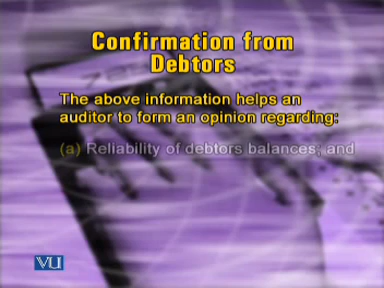 Confirmation from
Debtors
The above information helps an
auditor to form an opinion regarding:
(a) Reliability of debtors balances; and
VU